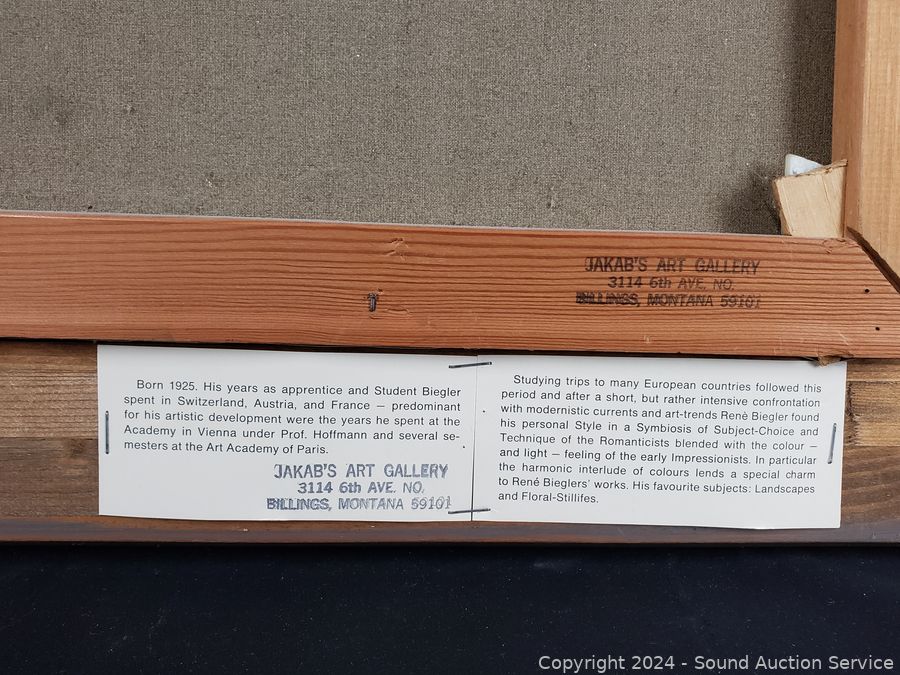 JAKAB'S ART GALLERY
3114 6th AVE. NO.
BILLINGS, MONTANA 59101
Born 1925. His years as apprentice and Student Biegler
spent in Switzerland, Austria, and France — predominant
for his artistic development were the years he spent at the
Academy in Vienna under Prof. Hoffmann and several se-
mesters at the Art Academy of Paris.
JAKAB'S ART GALLERY
3114 6th AVE. NO.
BILLINGS, MONTANA 59101
Studying trips to many European countries followed this
period and after a short, but rather intensive confrontation
with modernistic currents and art-trends Renè Biegler found
his personal Style in a Symbiosis of Subject-Choice and
Technique of the Romanticists blended with the colour —
and light — feeling of the early Impressionists. In particular
the harmonic interlude of colours lends a special charm
to René Bieglers' works. His favourite subjects: Landscapes
and Floral-Stillifes.
Copyright 2024 - Sound Auction Service